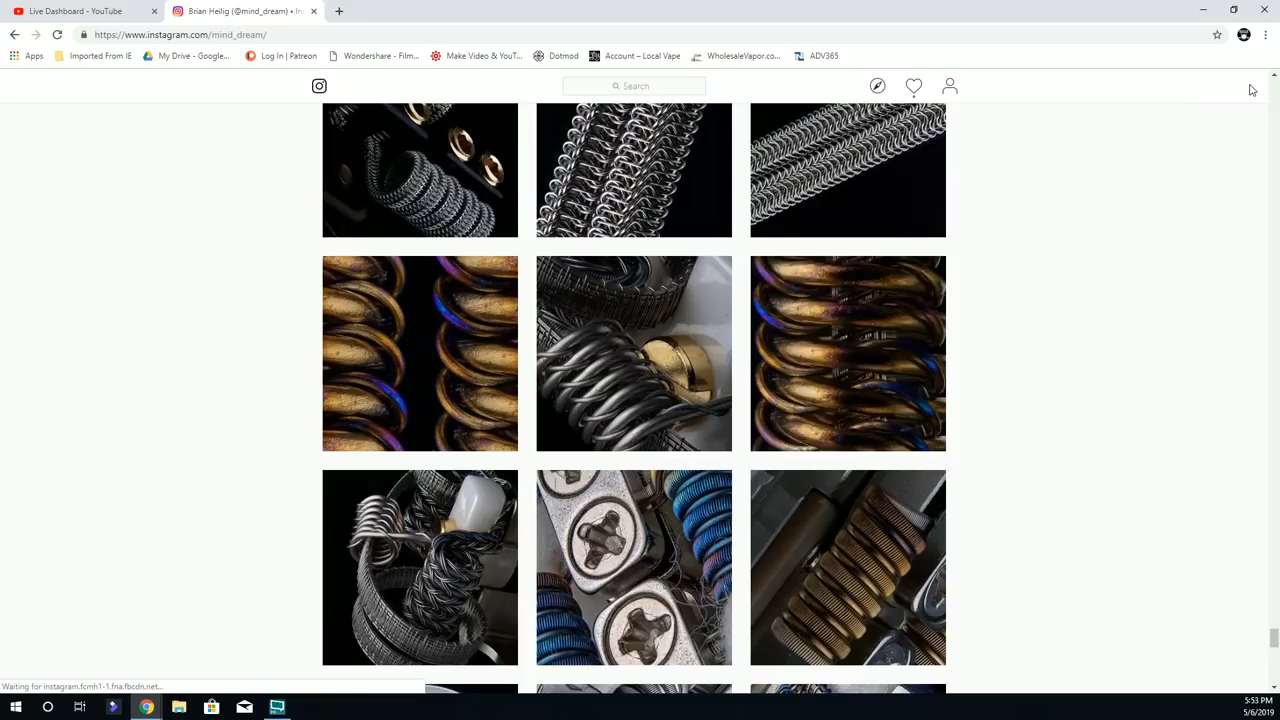 Live Dashboard - YouTube
Brian Heilig (@mind_dream) • Ins
https://www.instagram.com/mind_dream/
Apps Imported From IE My Drive - Google... Log In | Patreon Wondershare - Film... Make Video & YouT... Dotmod Account – Local Vape WholesaleVapor.co... ADV365
Search
Waiting for instagram.fcmh1-1.fna.fbcdn.net...
5:53 PM
5/6/2019